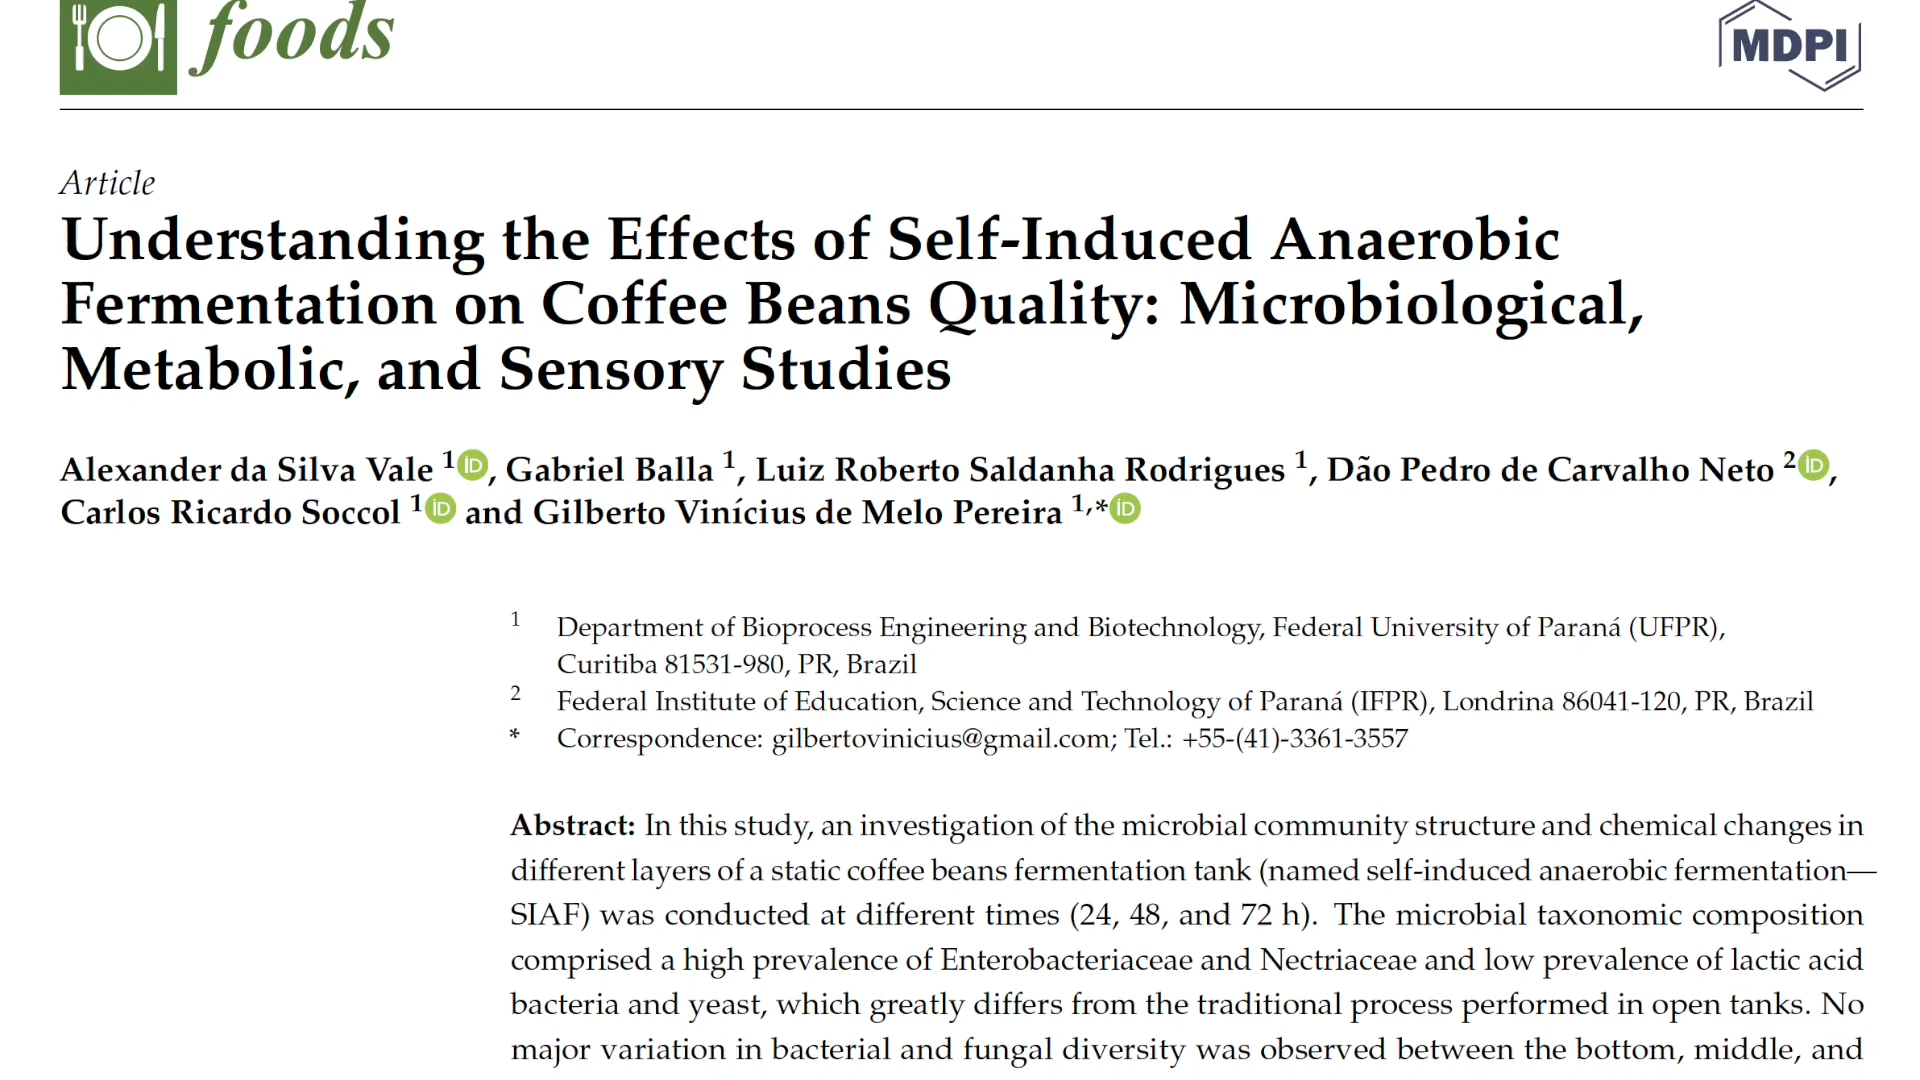 foods
MDPI
Article
Understanding the Effects of Self-Induced Anaerobic
Fermentation on Coffee Beans Quality: Microbiological,
Metabolic, and Sensory Studies
Alexander da Silva Vale 1 iD, Gabriel Balla 1, Luiz Roberto Saldanha Rodrigues 1, Dão Pedro de Carvalho Neto 2 iD,
Carlos Ricardo Soccol 1 iD and Gilberto Vinícius de Melo Pereira 1,* iD
1 Department of Bioprocess Engineering and Biotechnology, Federal University of Paraná (UFPR),
Curitiba 81531-980, PR, Brazil
2 Federal Institute of Education, Science and Technology of Paraná (IFPR), Londrina 86041-120, PR, Brazil
* Correspondence: gilbertovinicius@gmail.com; Tel.: +55-(41)-3361-3557
Abstract: In this study, an investigation of the microbial community structure and chemical changes in
different layers of a static coffee beans fermentation tank (named self-induced anaerobic fermentation—
SIAF) was conducted at different times (24, 48, and 72 h). The microbial taxonomic composition
comprised a high prevalence of Enterobacteriaceae and Nectriaceae and low prevalence of lactic acid
bacteria and yeast, which greatly differs from the traditional process performed in open tanks. No
major variation in bacterial and fungal diversity was observed between the bottom, middle, and